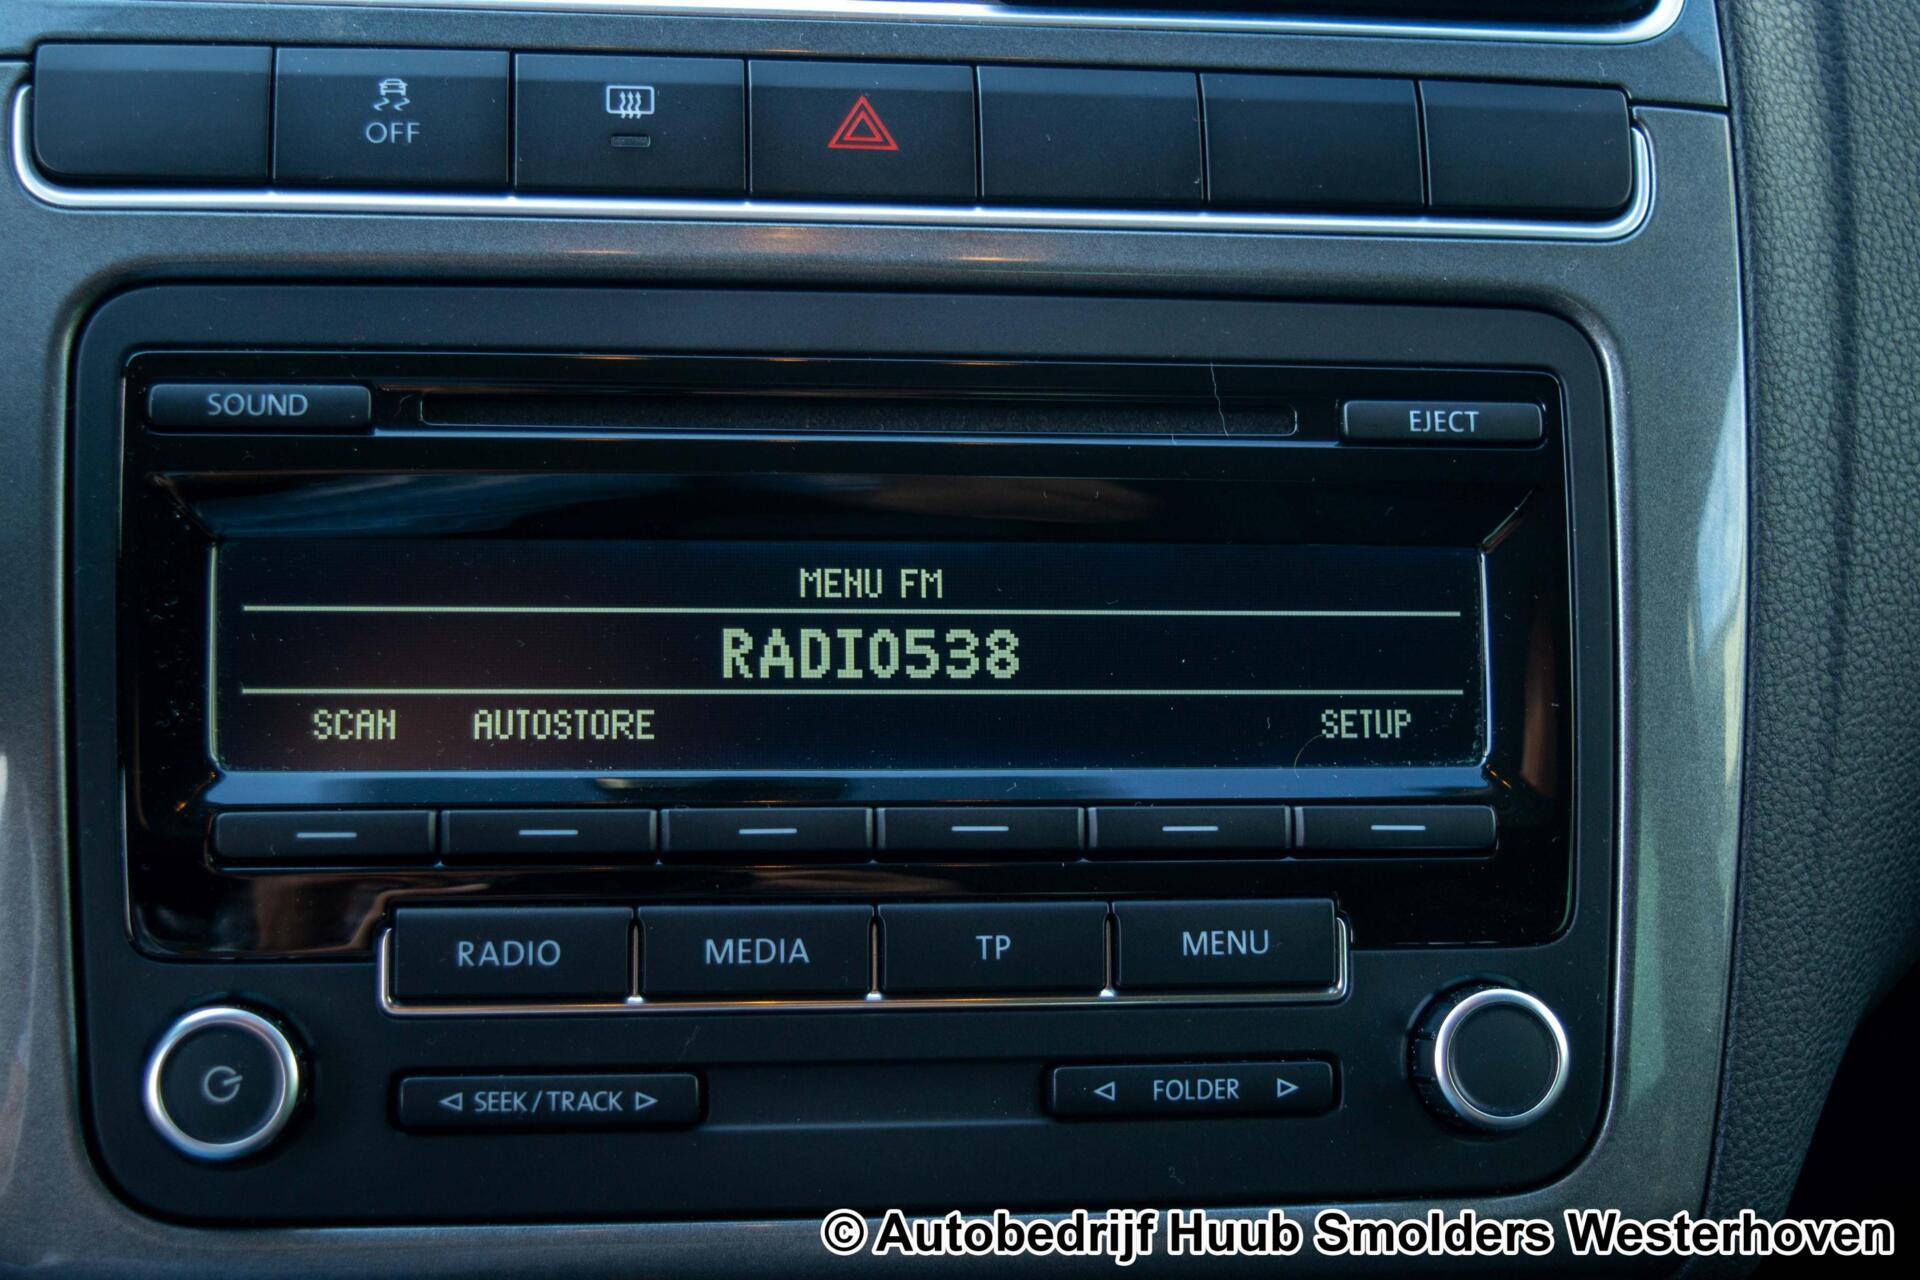 OFF
SOUND
EJECT
MENU FM
RADIO538
SCAN AUTOSTORE SETUP
RADIO MEDIA TP MENU
SEEK/TRACK FOLDER
© Autobedrijf Huub Smolders Westerhoven